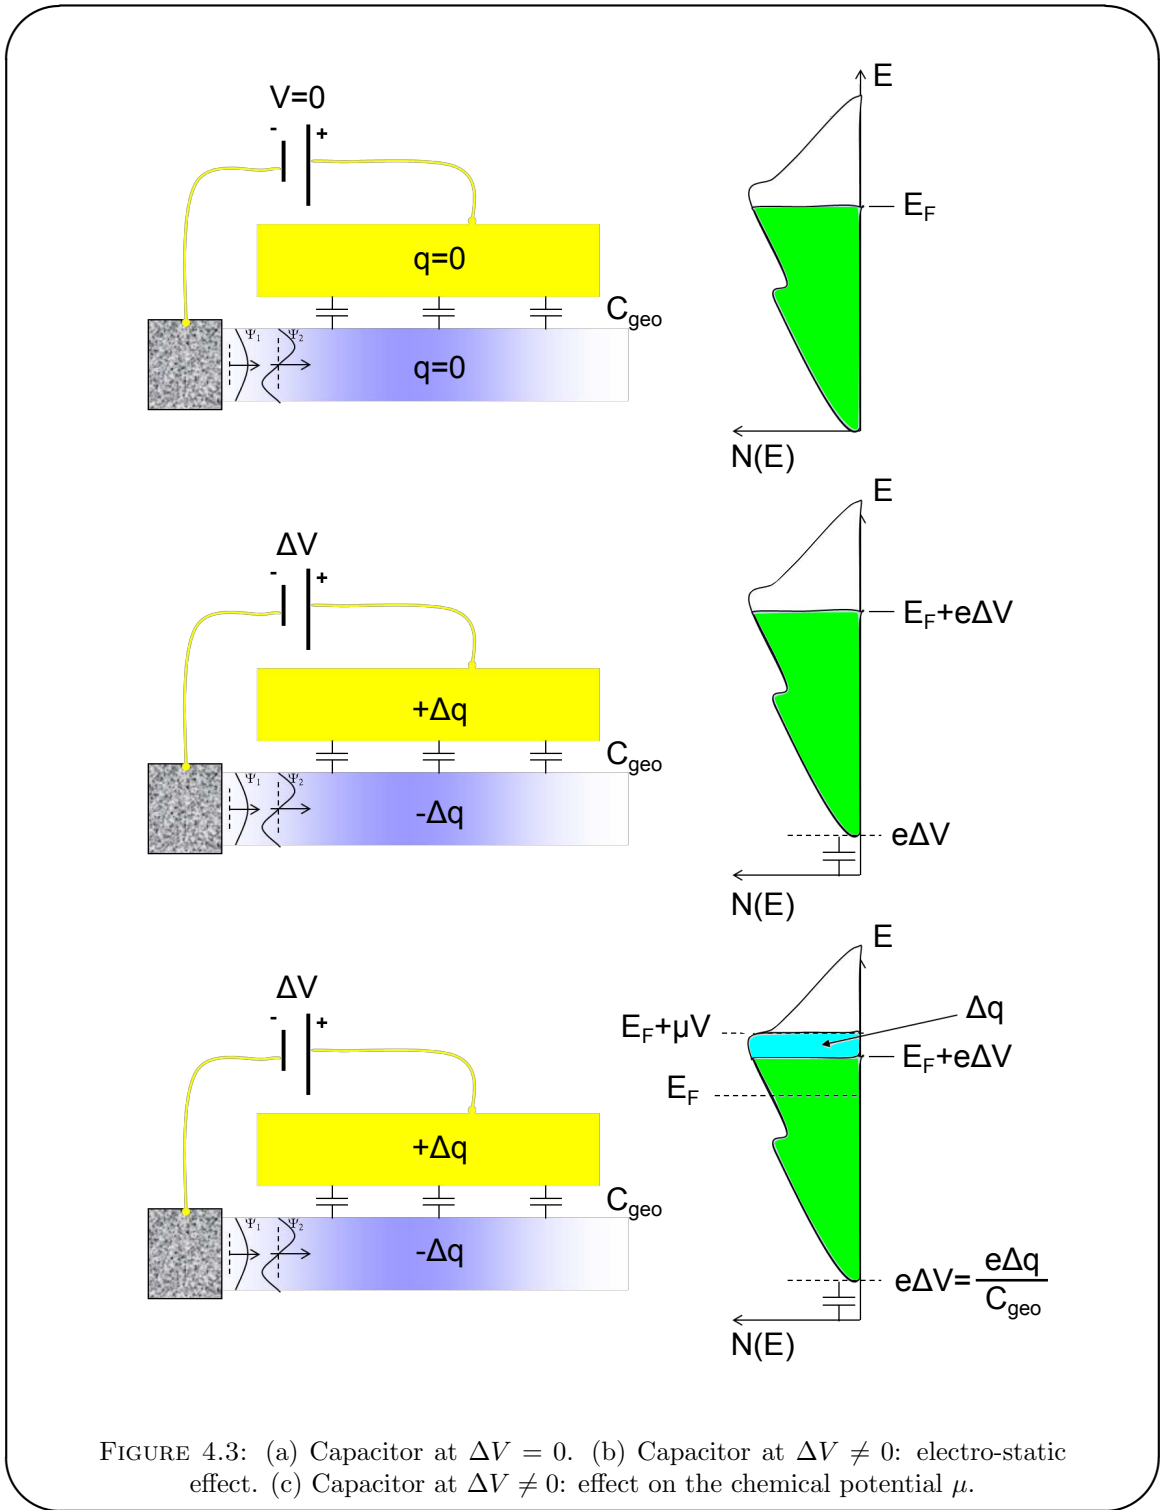 V=0
- +
q=0
C_geo
Ψ₁ Ψ₂
q=0
E
E_F
N(E)
ΔV
- +
+Δq
C_geo
Ψ₁ Ψ₂
-Δq
E
E_F+eΔV
eΔV
N(E)
ΔV
- +
+Δq
C_geo
Ψ₁ Ψ₂
-Δq
E
E_F+μV
Δq
E_F+eΔV
E_F
eΔV= eΔq / C_geo
N(E)
FIGURE 4.3: (a) Capacitor at ΔV = 0. (b) Capacitor at ΔV ≠ 0: electro-static
effect. (c) Capacitor at ΔV ≠ 0: effect on the chemical potential μ.